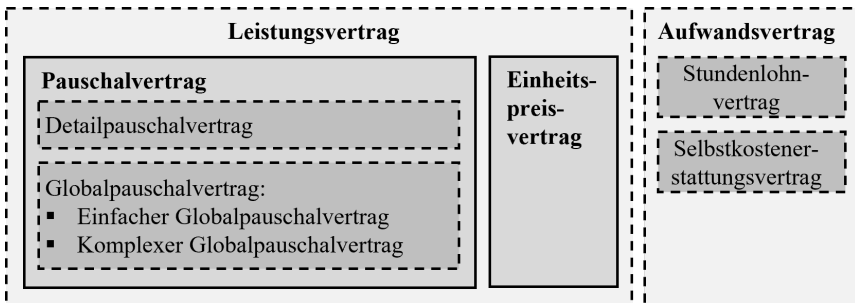 Leistungsvertrag
Pauschalvertrag
Detailpauschalvertrag
Globalpauschalvertrag:
▪ Einfacher Globalpauschalvertrag
▪ Komplexer Globalpauschalvertrag
Einheits-
preis-
vertrag
Aufwandsvertrag
Stundenlohn-
vertrag
Selbstkostener-
stattungsvertrag